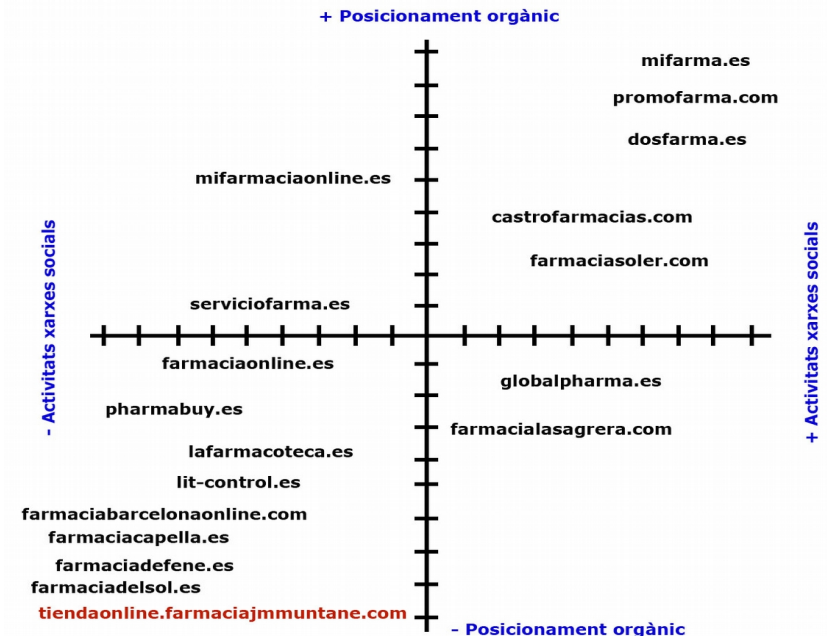 + Posicionament orgànic
mifarma.es
promofarma.com
dosfarma.es
mifarmaciaonline.es
castrofarmacias.com
farmaciasoler.com
serviciofarma.es
- Activitats xarxes socials
+ Activitats xarxes socials
farmaciaonline.es
globalpharma.es
pharmabuy.es
farmacialasagrera.com
lafarmacoteca.es
lit-control.es
farmaciabarcelonaonline.com
farmaciacapella.es
farmaciadefene.es
farmaciadelsol.es
tiendaonline.farmaciajmmuntane.com
- Posicionament orgànic